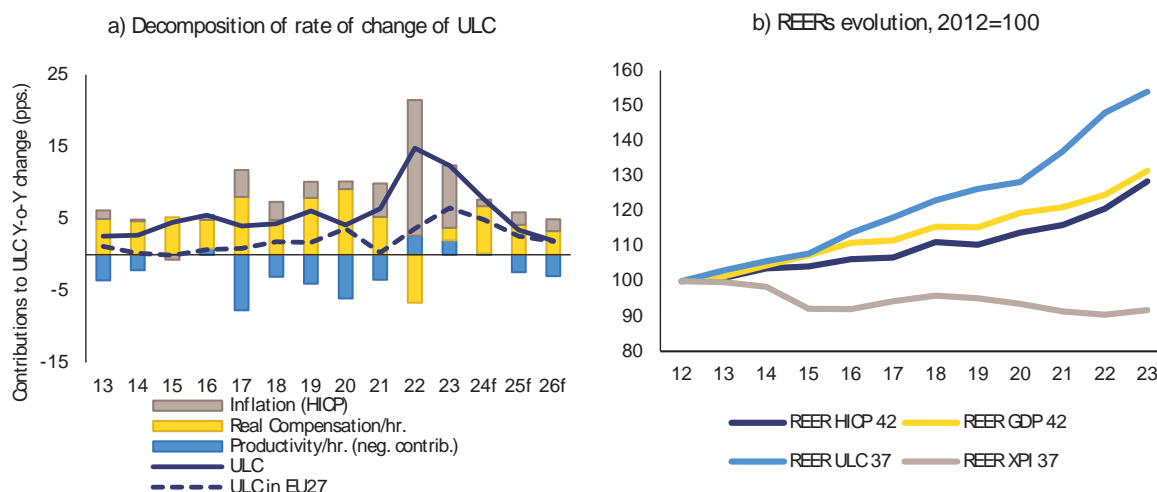 a) Decomposition of rate of change of ULC
Contributions to ULC Y-o-Y change (pps.)
25
15
5
-5
-15
13 14 15 16 17 18 19 20 21 22 23 24f 25f 26f
Inflation (HICP)
Real Compensation/hr.
Productivity/hr. (neg. contrib.)
ULC
ULC in EU27
b) REERs evolution, 2012=100
160
150
140
130
120
110
100
90
80
12 13 14 15 16 17 18 19 20 21 22 23
REER HICP 42 REER GDP 42
REER ULC 37 REER XPI 37